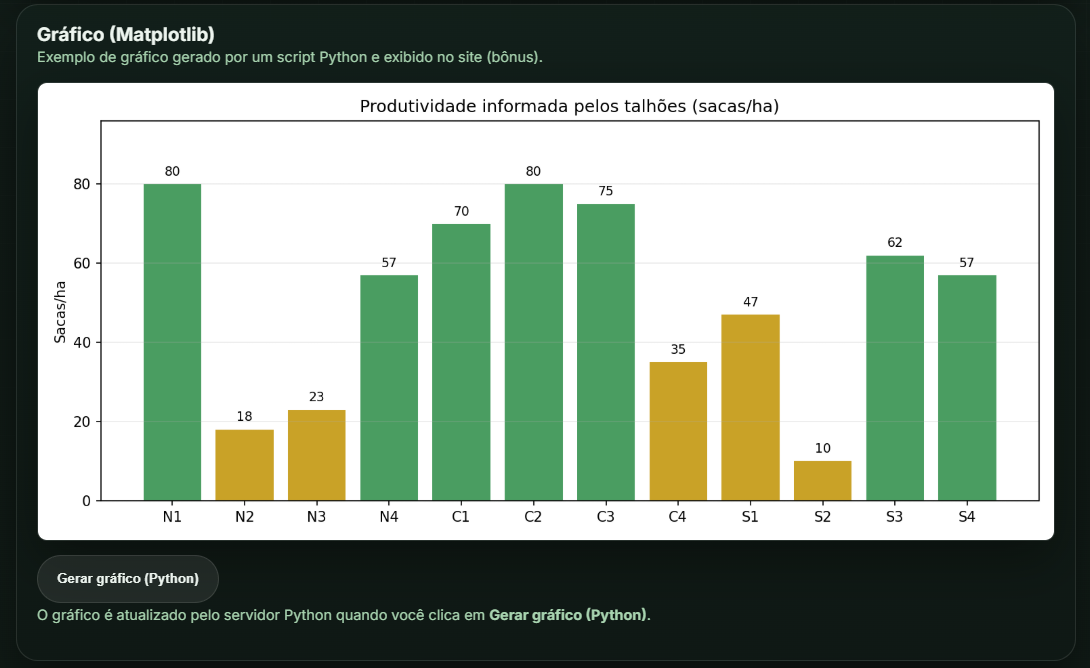 Gráfico (Matplotlib)
Exemplo de gráfico gerado por um script Python e exibido no site (bônus).
Produtividade informada pelos talhões (sacas/ha)
Sacas/ha
80
60
40
20
0
80
18
23
57
70
80
75
35
47
10
62
57
N1 N2 N3 N4 C1 C2 C3 C4 S1 S2 S3 S4
Gerar gráfico (Python)
O gráfico é atualizado pelo servidor Python quando você clica em Gerar gráfico (Python).